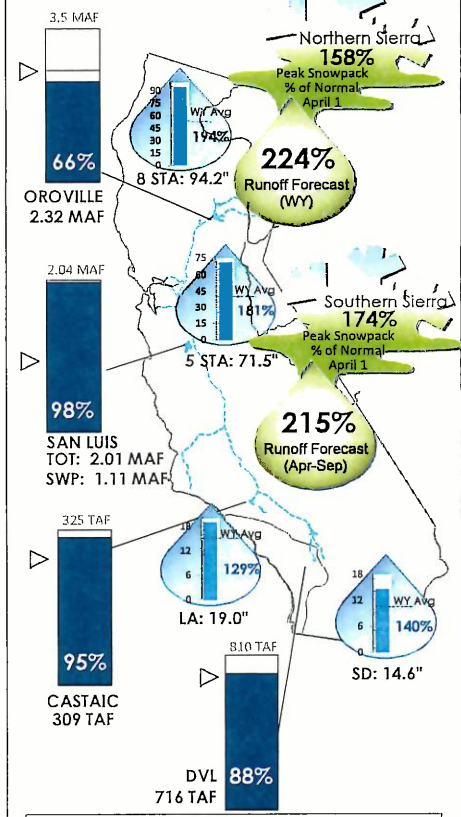 3.5 MAF
66%
OROVILLE
2.32 MAF
Northern Sierra
158%
Peak Snowpack
% of Normal
April 1
224%
Runoff Forecast
(WY)
90
75
60
45
30
15
0
WY Avg
194%
8 STA: 94.2"
2.04 MAF
98%
SAN LUIS
TOT: 2.01 MAF
SWP: 1.11 MAF
75
60
45
30
15
0
WY Avg
181%
5 STA: 71.5"
Southern Sierra
174%
Peak Snowpack
% of Normal
April 1
215%
Runoff Forecast
(Apr-Sep)
325 TAF
95%
CASTAIC
309 TAF
18
12
6
0
WY Avg
129%
LA: 19.0"
18
12
6
0
WY Avg
140%
SD: 14.6"
810 TAF
88%
DVL
716 TAF